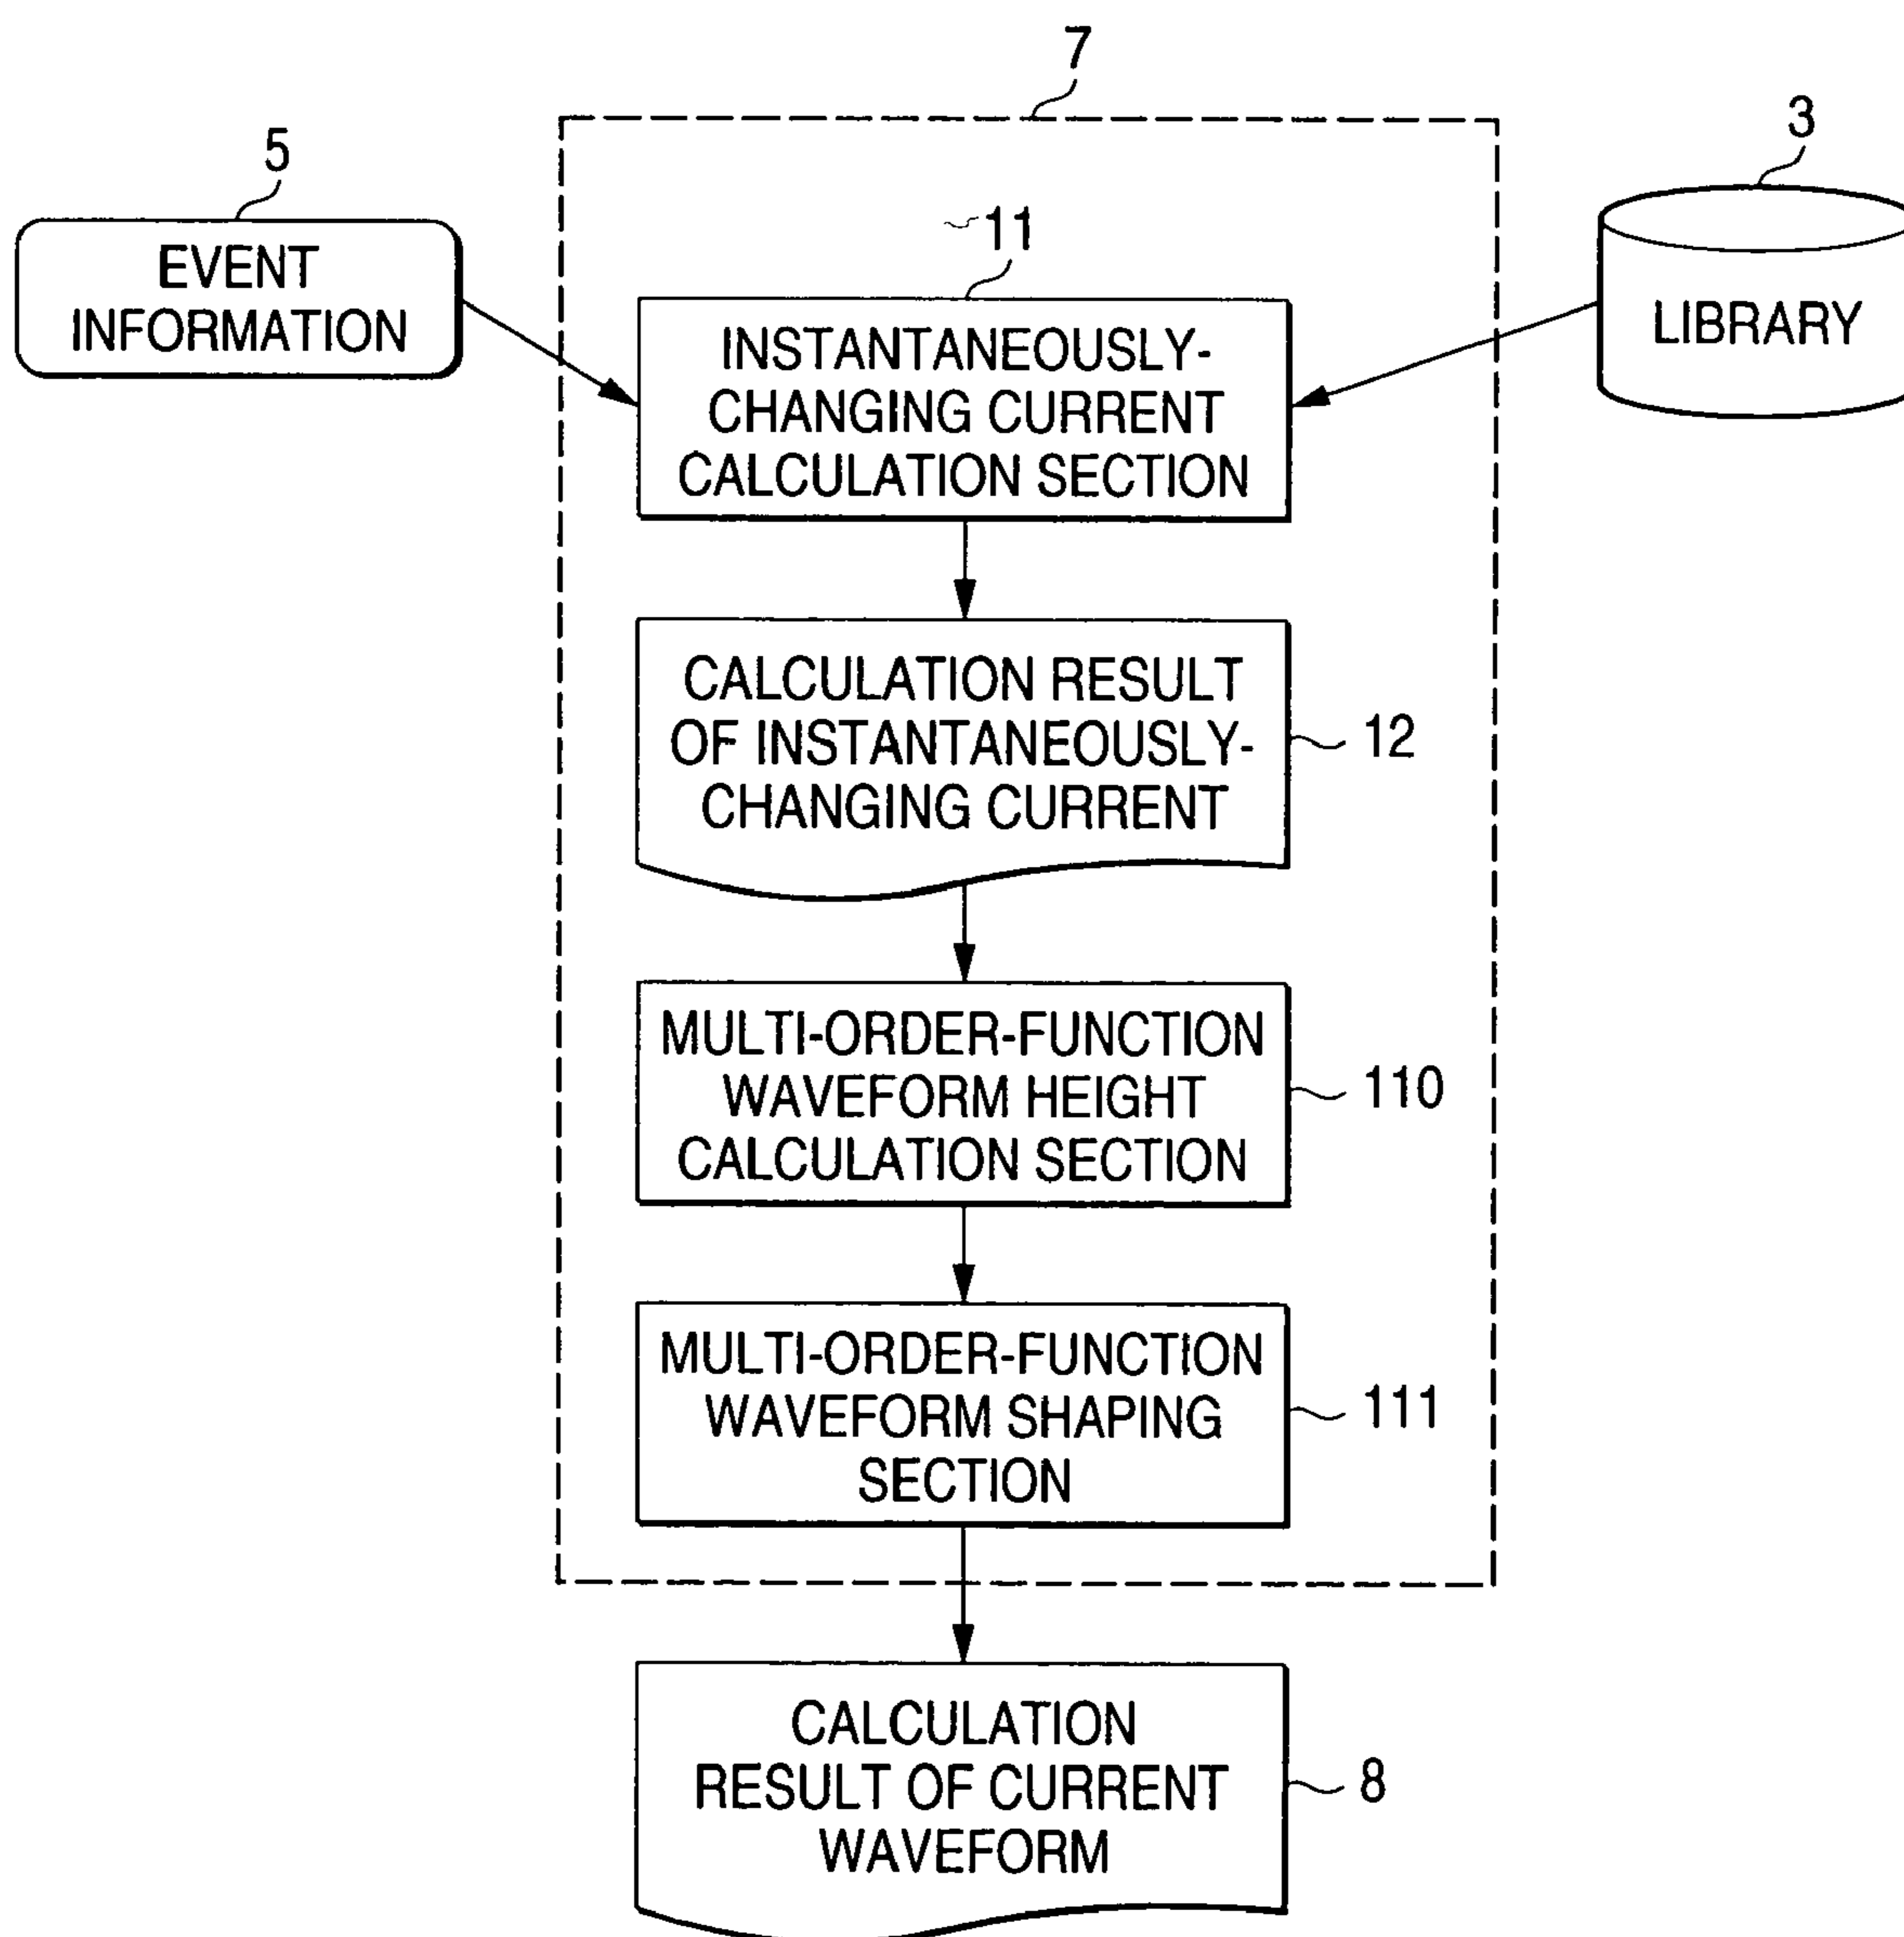 7
3
5
EVENT
INFORMATION
11
LIBRARY
INSTANTANEOUSLY-
CHANGING CURRENT
CALCULATION SECTION
CALCULATION RESULT
OF INSTANTANEOUSLY-
CHANGING CURRENT
12
MULTI-ORDER-FUNCTION
WAVEFORM HEIGHT
CALCULATION SECTION
110
MULTI-ORDER-FUNCTION
WAVEFORM SHAPING
SECTION
111
CALCULATION
RESULT OF CURRENT
WAVEFORM
8